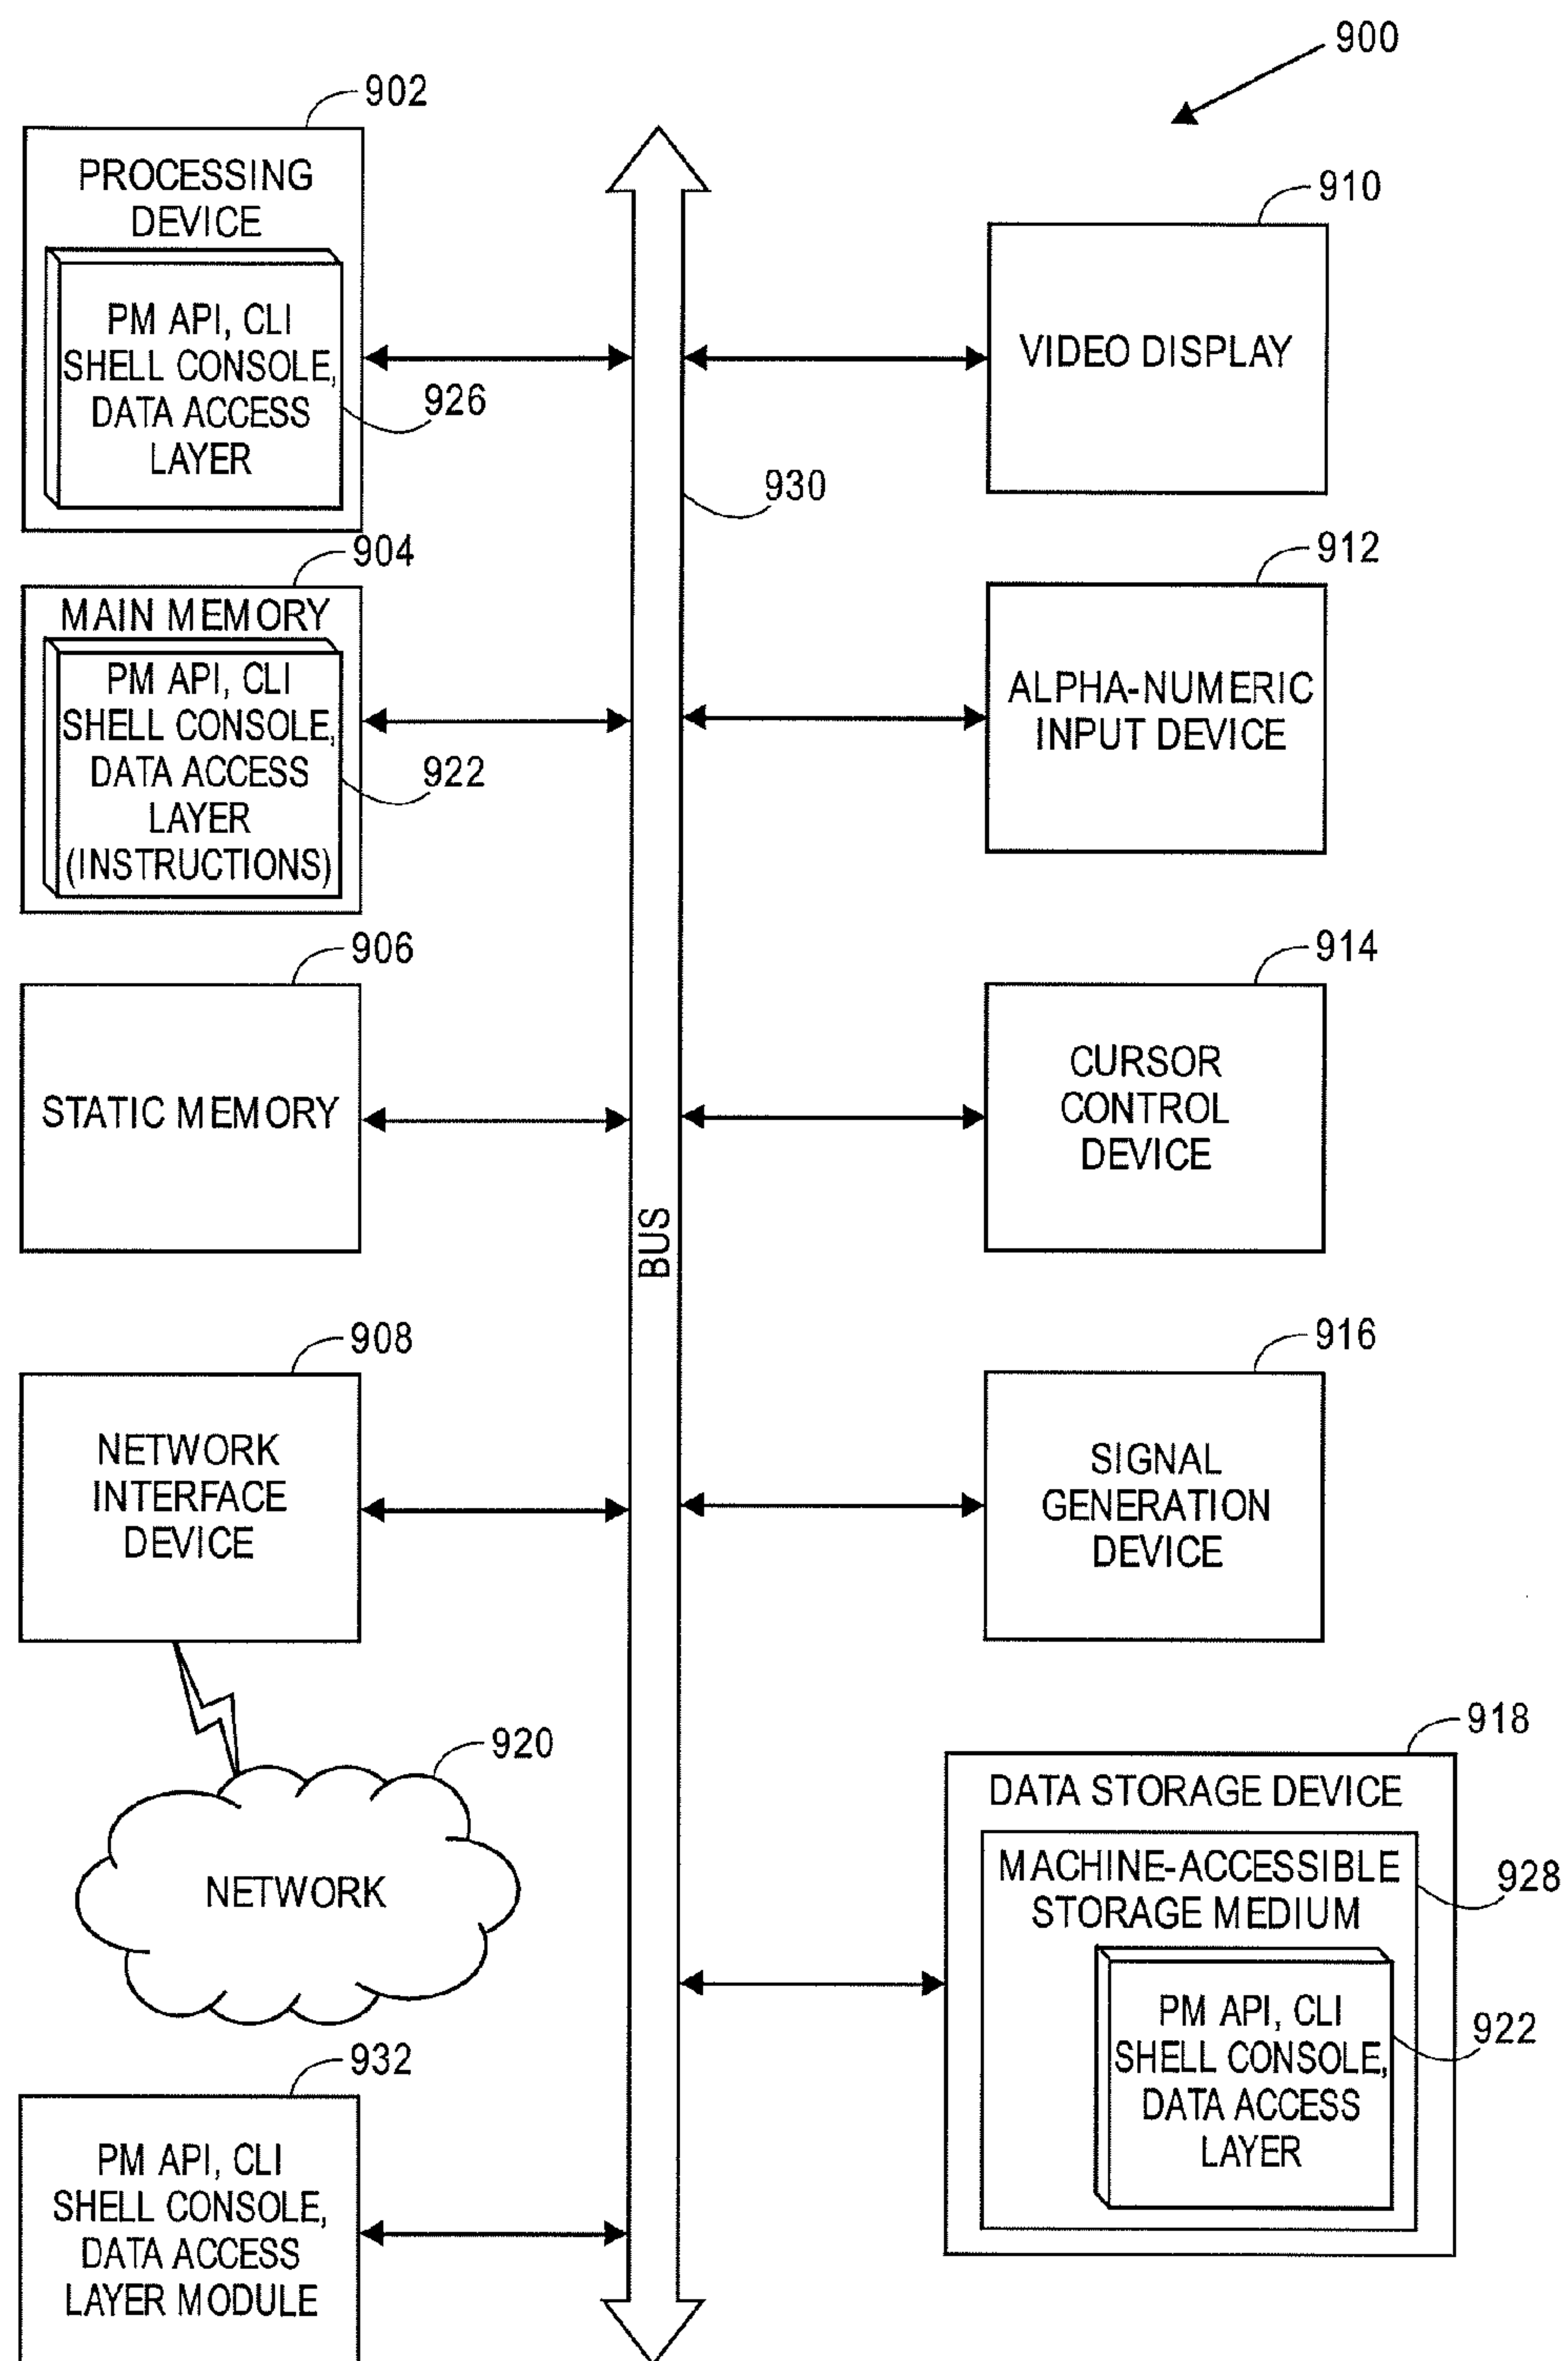 900
902
PROCESSING
DEVICE
PM API, CLI
SHELL CONSOLE,
DATA ACCESS
LAYER
926
904
MAIN MEMORY
PM API, CLI
SHELL CONSOLE,
DATA ACCESS
LAYER
(INSTRUCTIONS)
922
906
STATIC MEMORY
908
NETWORK
INTERFACE
DEVICE
920
NETWORK
932
PM API, CLI
SHELL CONSOLE,
DATA ACCESS
LAYER MODULE
930
BUS
910
VIDEO DISPLAY
912
ALPHA-NUMERIC
INPUT DEVICE
914
CURSOR
CONTROL
DEVICE
916
SIGNAL
GENERATION
DEVICE
918
DATA STORAGE DEVICE
MACHINE-ACCESSIBLE
STORAGE MEDIUM
928
PM API, CLI
SHELL CONSOLE,
DATA ACCESS
LAYER
922